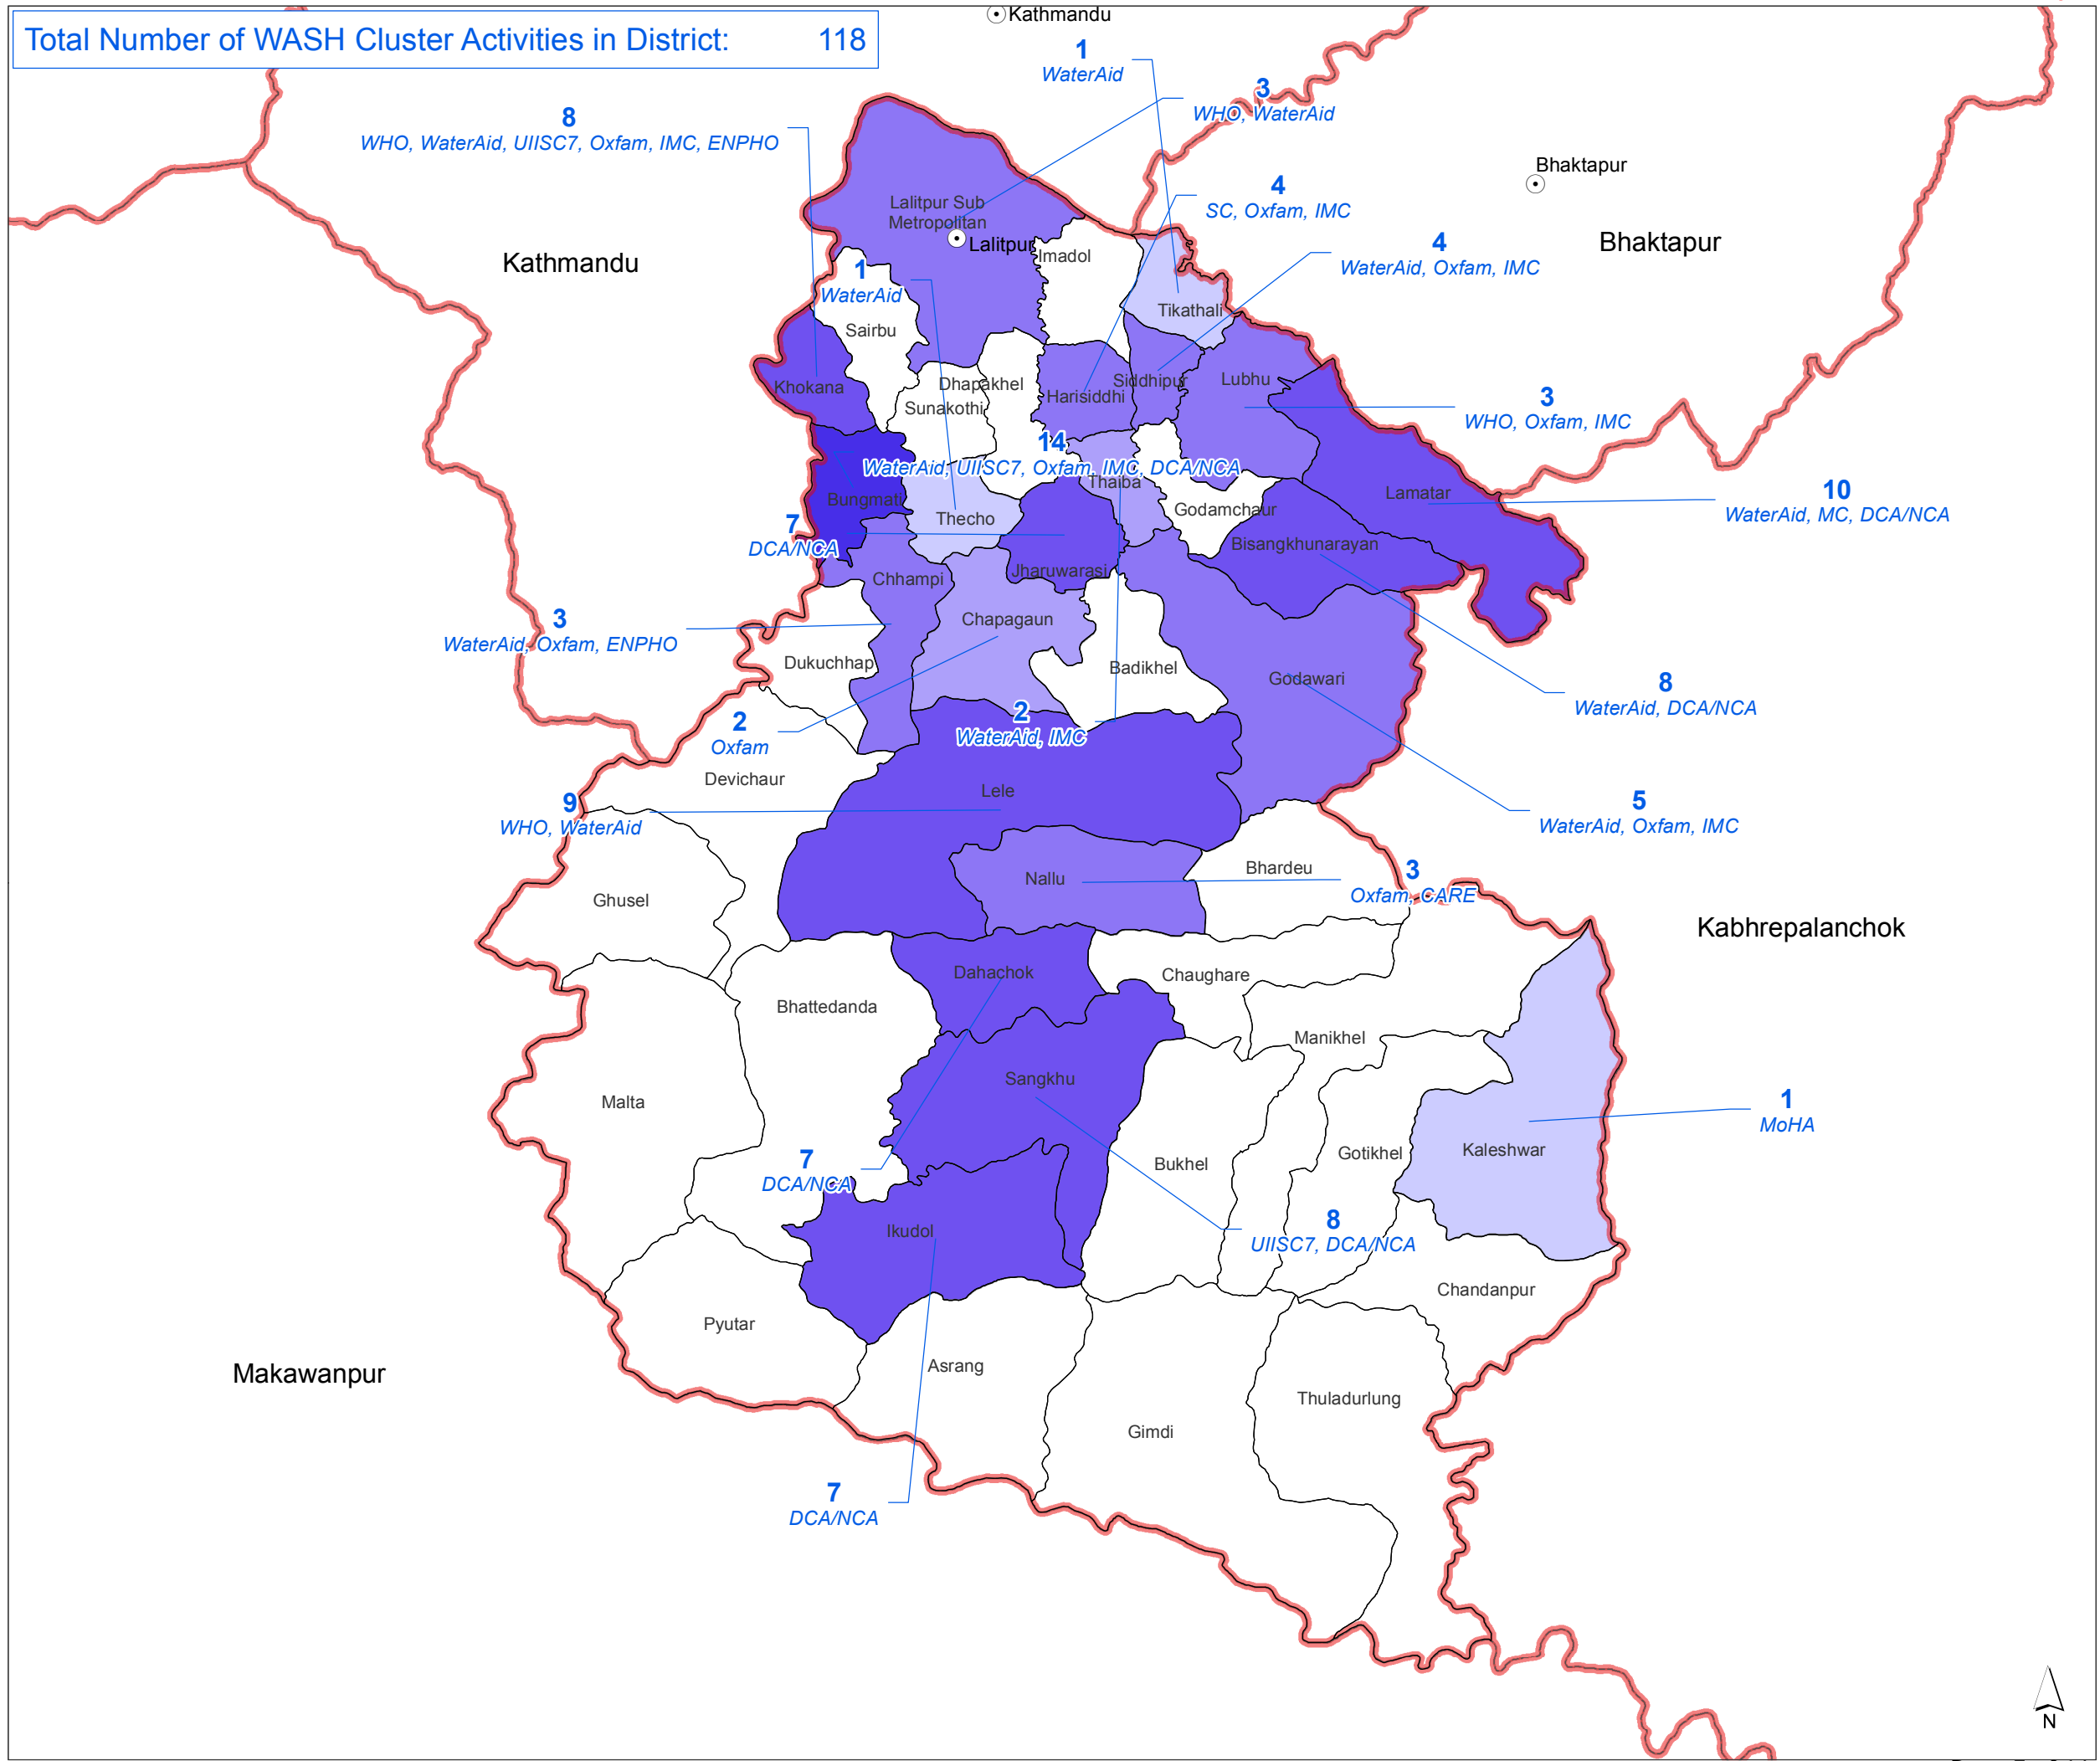 Kathmandu
Total Number of WASH Cluster Activities in District: 118
1
WaterAid
3
WHO, WaterAid
8
WHO, WaterAid, UIISC7, Oxfam, IMC, ENPHO
Bhaktapur
4
SC, Oxfam, IMC
Lalitpur Sub
Metropolitan
Lalitpur
Imadol
4
WaterAid, Oxfam, IMC
Bhaktapur
Kathmandu
1
WaterAid
Tikathali
Sairbu
Khokana
Dhapakhel
Sunakothi
Harisiddhi
Siddhipur
Lubhu
3
WHO, Oxfam, IMC
14
WaterAid, UIISC7, Oxfam, IMC, DCA/NCA
Thaiba
Bungmati
Thecho
Godamchaur
Lamatar
10
WaterAid, MC, DCA/NCA
7
DCA/NCA
Bisangkhunarayan
Jharuwarasi
Chhampi
Chapagaun
3
WaterAid, Oxfam, ENPHO
Dukuchhap
Badikhel
Godawari
8
WaterAid, DCA/NCA
2
Oxfam
2
WaterAid, IMC
Devichaur
Lele
9
WHO, WaterAid
5
WaterAid, Oxfam, IMC
Nallu
Bhardeu
3
Oxfam, CARE
Ghusel
Kabhrepalanchok
Dahachok
Chaughare
Bhattedanda
Manikhel
Sangkhu
Malta
1
MoHA
Kaleshwar
Gotikhel
Bukhel
7
DCA/NCA
Ikudol
8
UIISC7, DCA/NCA
Chandanpur
Pyutar
Asrang
Makawanpur
Thuladurlung
Gimdi
7
DCA/NCA
N